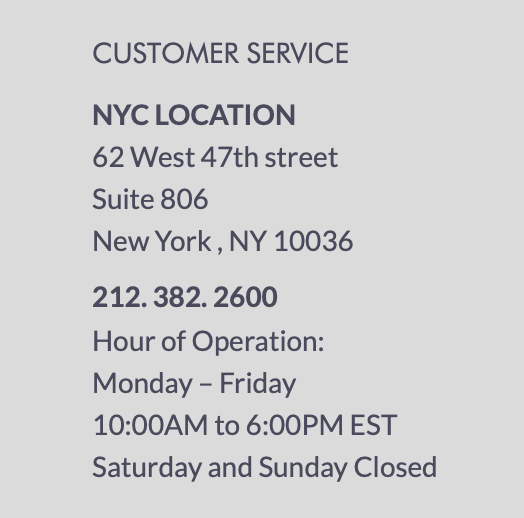 CUSTOMER SERVICE
NYC LOCATION
62 West 47th street
Suite 806
New York , NY 10036
212. 382. 2600
Hour of Operation:
Monday – Friday
10:00AM to 6:00PM EST
Saturday and Sunday Closed